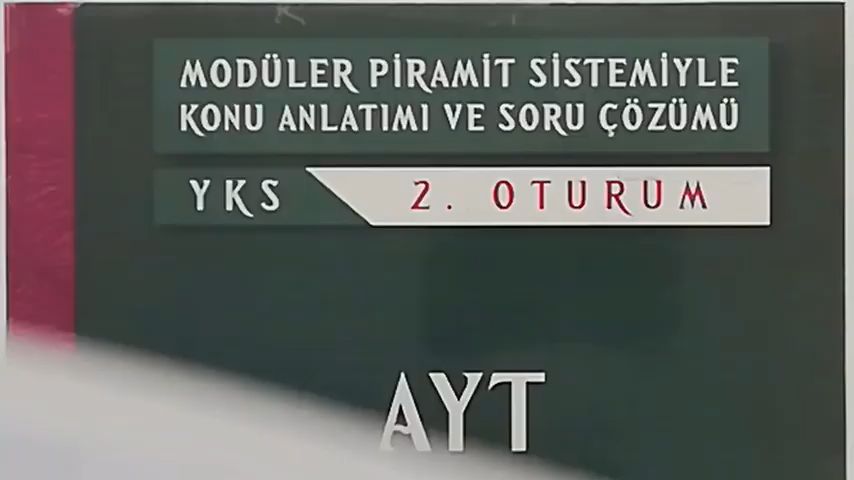 MODÜLER PİRAMİT SİSTEMİYLE
KONU ANLATIMI VE SORU ÇÖZÜMÜ
YKS 2. OTURUM
AYT